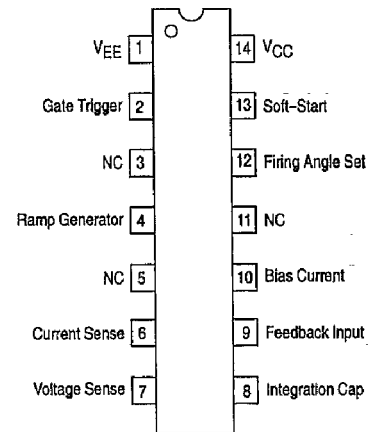 VEE 1 14 VCC
Gate Trigger 2 13 Soft-Start
NC 3 12 Firing Angle Set
Ramp Generator 4 11 NC
NC 5 10 Bias Current
Current Sense 6 9 Feedback Input
Voltage Sense 7 8 Integration Cap